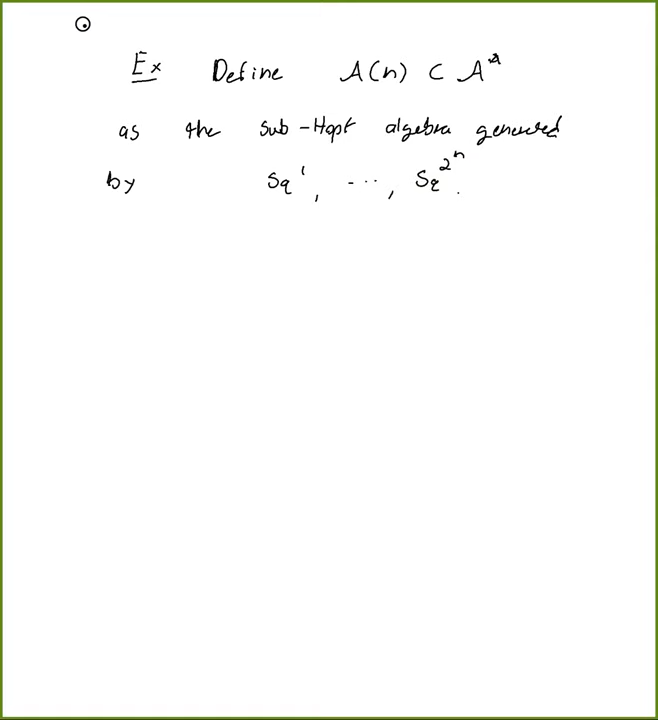 Ex Define A(n) ⊂ A*
as the sub-Hopf algebra generated
by Sq¹, ..., Sq^{2^n}.